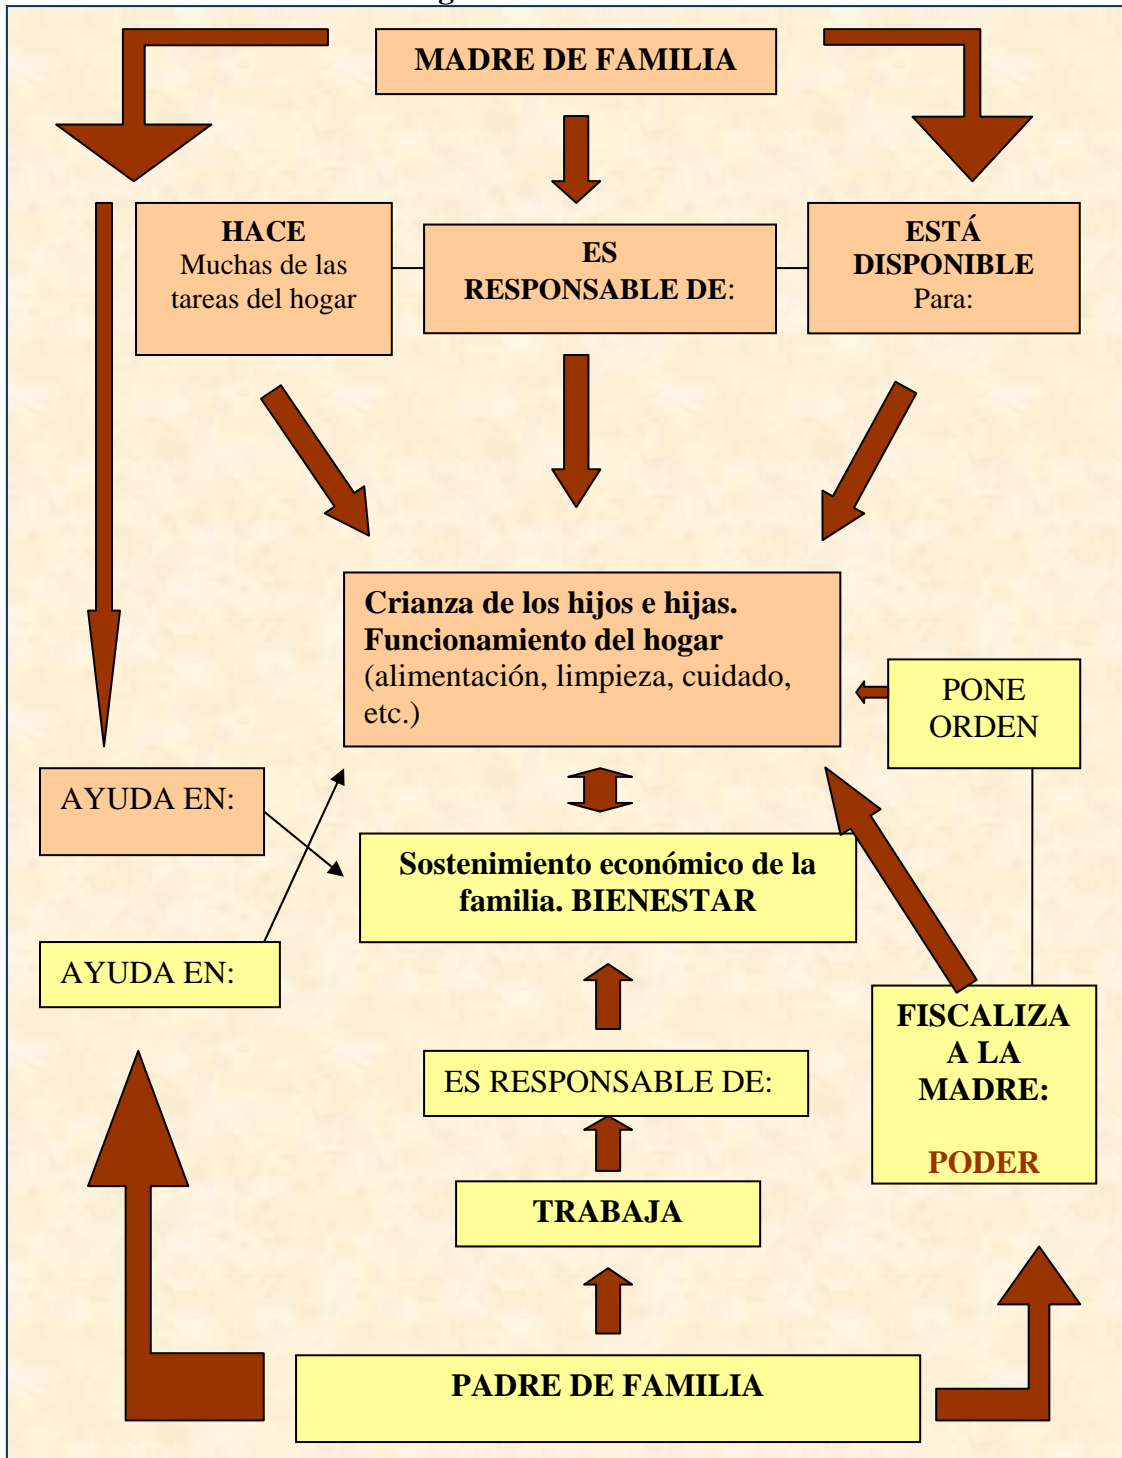 MADRE DE FAMILIA
HACE
Muchas de las
tareas del hogar
ES
RESPONSABLE DE:
ESTÁ
DISPONIBLE
Para:
Crianza de los hijos e hijas.
Funcionamiento del hogar
(alimentación, limpieza, cuidado,
etc.)
PONE
ORDEN
AYUDA EN:
Sostenimiento económico de la
familia. BIENESTAR
AYUDA EN:
FISCALIZA
A LA
MADRE:
PODER
ES RESPONSABLE DE:
TRABAJA
PADRE DE FAMILIA